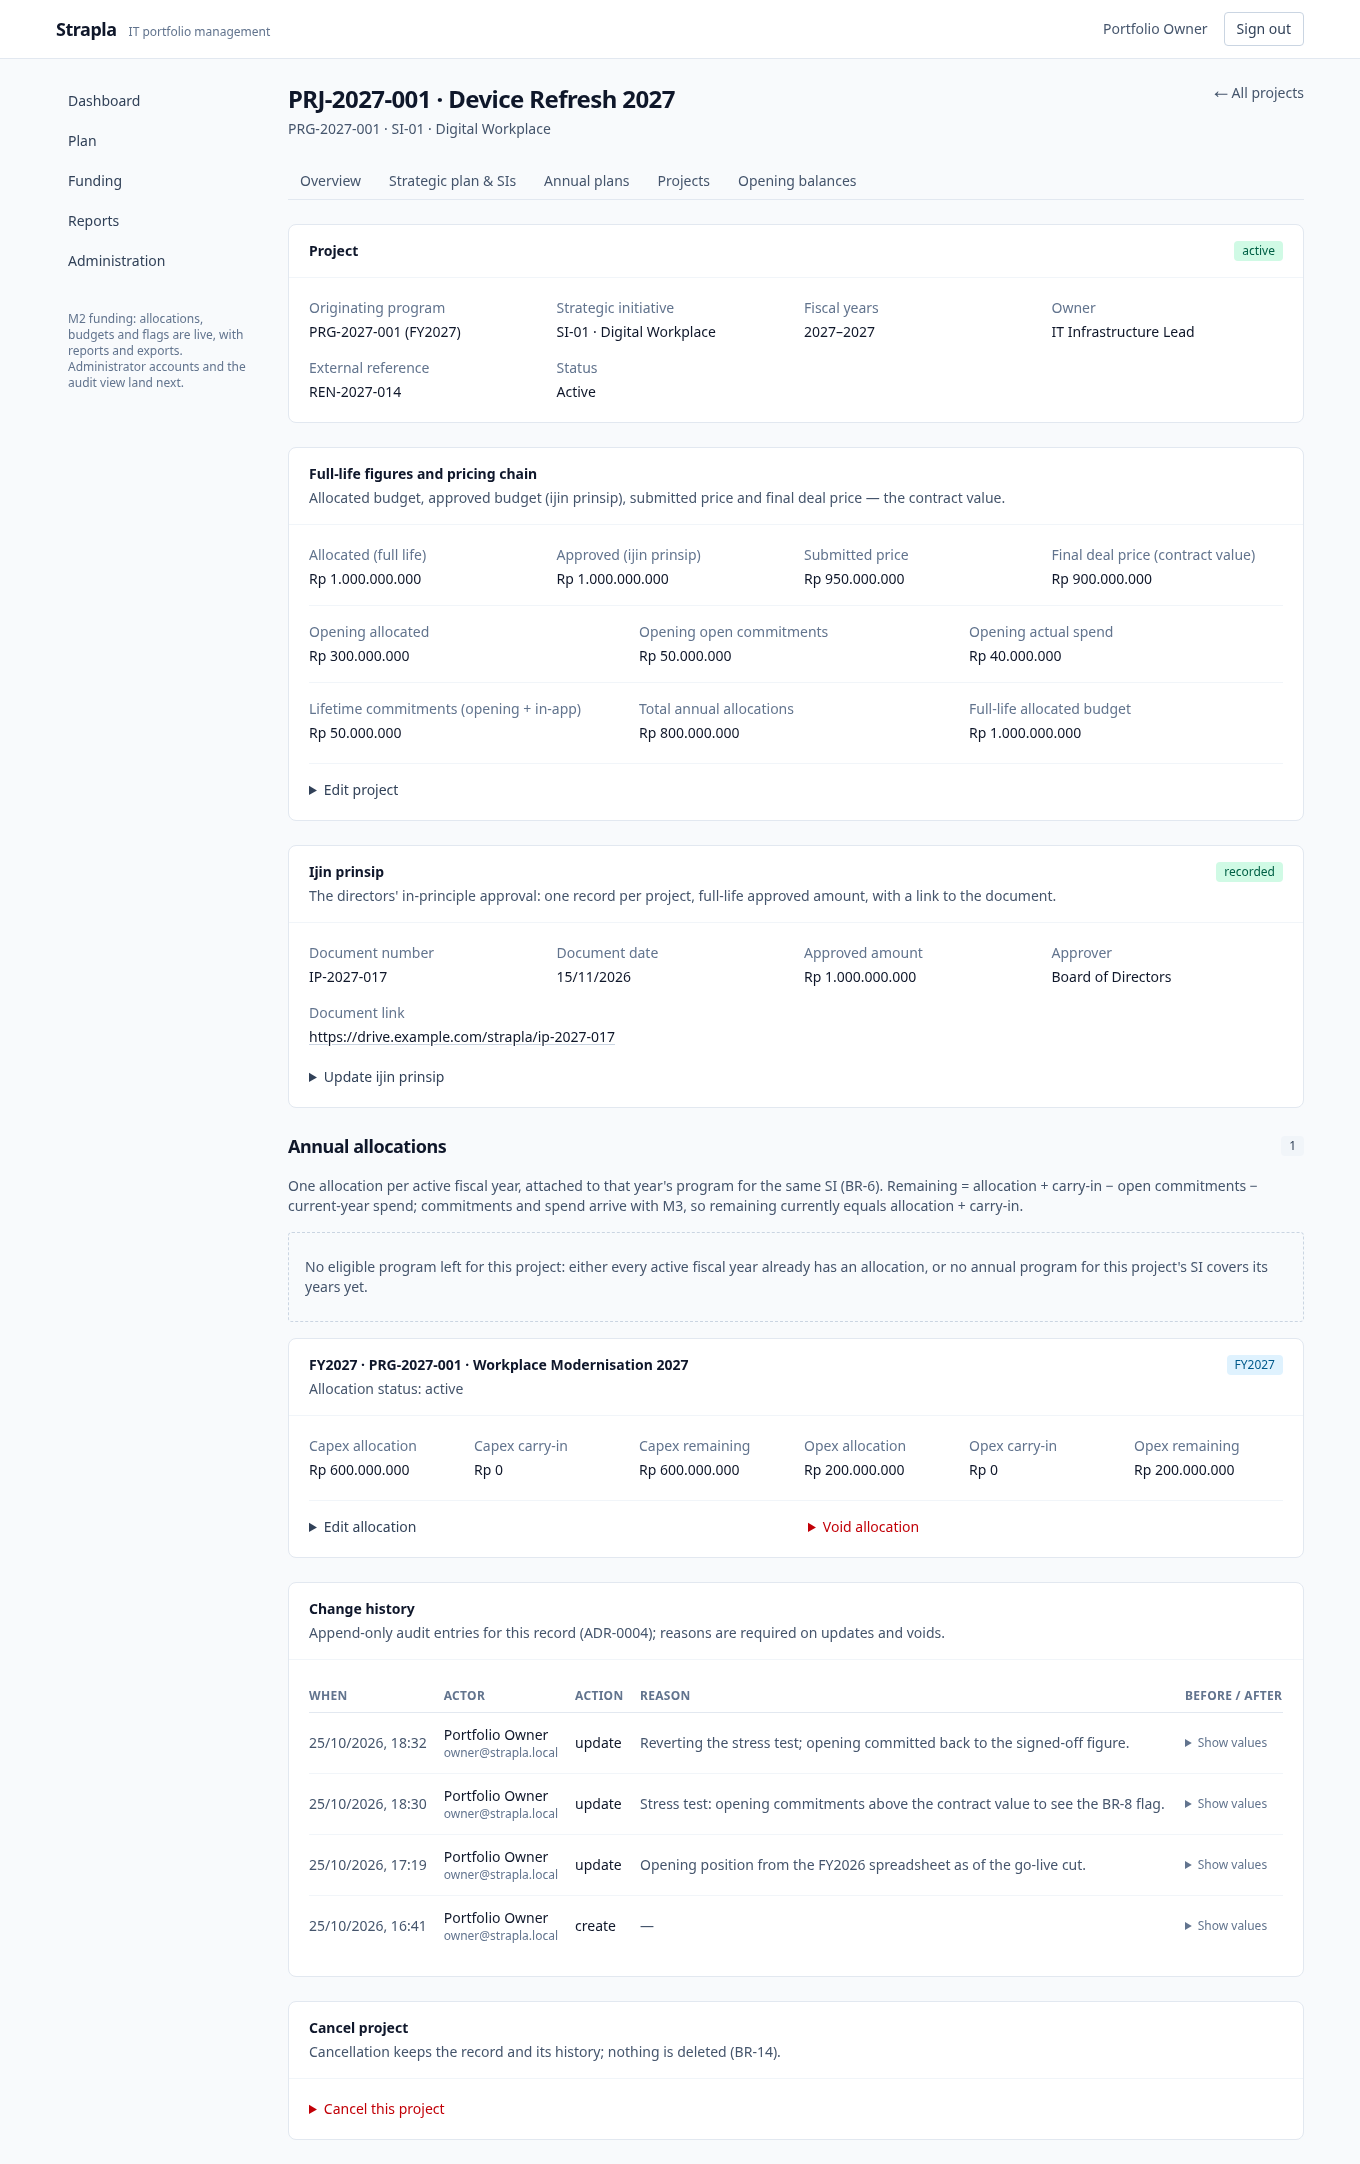 Strapla IT portfolio management
Portfolio Owner
Sign out
Dashboard
Plan
Funding
Reports
Administration
M2 funding: allocations,
budgets and flags are live, with
reports and exports.
Administrator accounts and the
audit view land next.
PRJ-2027-001 · Device Refresh 2027
← All projects
PRG-2027-001 · SI-01 · Digital Workplace
Overview Strategic plan & SIs Annual plans Projects Opening balances
Project
active
Originating program Strategic initiative Fiscal years Owner
PRG-2027-001 (FY2027) SI-01 · Digital Workplace 2027–2027 IT Infrastructure Lead
External reference Status
REN-2027-014 Active
Full-life figures and pricing chain
Allocated budget, approved budget (ijin prinsip), submitted price and final deal price — the contract value.
Allocated (full life) Approved (ijin prinsip) Submitted price Final deal price (contract value)
Rp 1.000.000.000 Rp 1.000.000.000 Rp 950.000.000 Rp 900.000.000
Opening allocated Opening open commitments Opening actual spend
Rp 300.000.000 Rp 50.000.000 Rp 40.000.000
Lifetime commitments (opening + in-app) Total annual allocations Full-life allocated budget
Rp 50.000.000 Rp 800.000.000 Rp 1.000.000.000
▶ Edit project
Ijin prinsip
recorded
The directors' in-principle approval: one record per project, full-life approved amount, with a link to the document.
Document number Document date Approved amount Approver
IP-2027-017 15/11/2026 Rp 1.000.000.000 Board of Directors
Document link
https://drive.example.com/strapla/ip-2027-017
▶ Update ijin prinsip
Annual allocations
1
One allocation per active fiscal year, attached to that year's program for the same SI (BR-6). Remaining = allocation + carry-in − open commitments −
current-year spend; commitments and spend arrive with M3, so remaining currently equals allocation + carry-in.
No eligible program left for this project: either every active fiscal year already has an allocation, or no annual program for this project's SI covers its
years yet.
FY2027 · PRG-2027-001 · Workplace Modernisation 2027
FY2027
Allocation status: active
Capex allocation Capex carry-in Capex remaining Opex allocation Opex carry-in Opex remaining
Rp 600.000.000 Rp 0 Rp 600.000.000 Rp 200.000.000 Rp 0 Rp 200.000.000
▶ Edit allocation ▶ Void allocation
Change history
Append-only audit entries for this record (ADR-0004); reasons are required on updates and voids.
WHEN ACTOR ACTION REASON BEFORE / AFTER
25/10/2026, 18:32 Portfolio Owner update Reverting the stress test; opening committed back to the signed-off figure. ▶ Show values
owner@strapla.local
25/10/2026, 18:30 Portfolio Owner update Stress test: opening commitments above the contract value to see the BR-8 flag. ▶ Show values
owner@strapla.local
25/10/2026, 17:19 Portfolio Owner update Opening position from the FY2026 spreadsheet as of the go-live cut. ▶ Show values
owner@strapla.local
25/10/2026, 16:41 Portfolio Owner create — ▶ Show values
owner@strapla.local
Cancel project
Cancellation keeps the record and its history; nothing is deleted (BR-14).
▶ Cancel this project